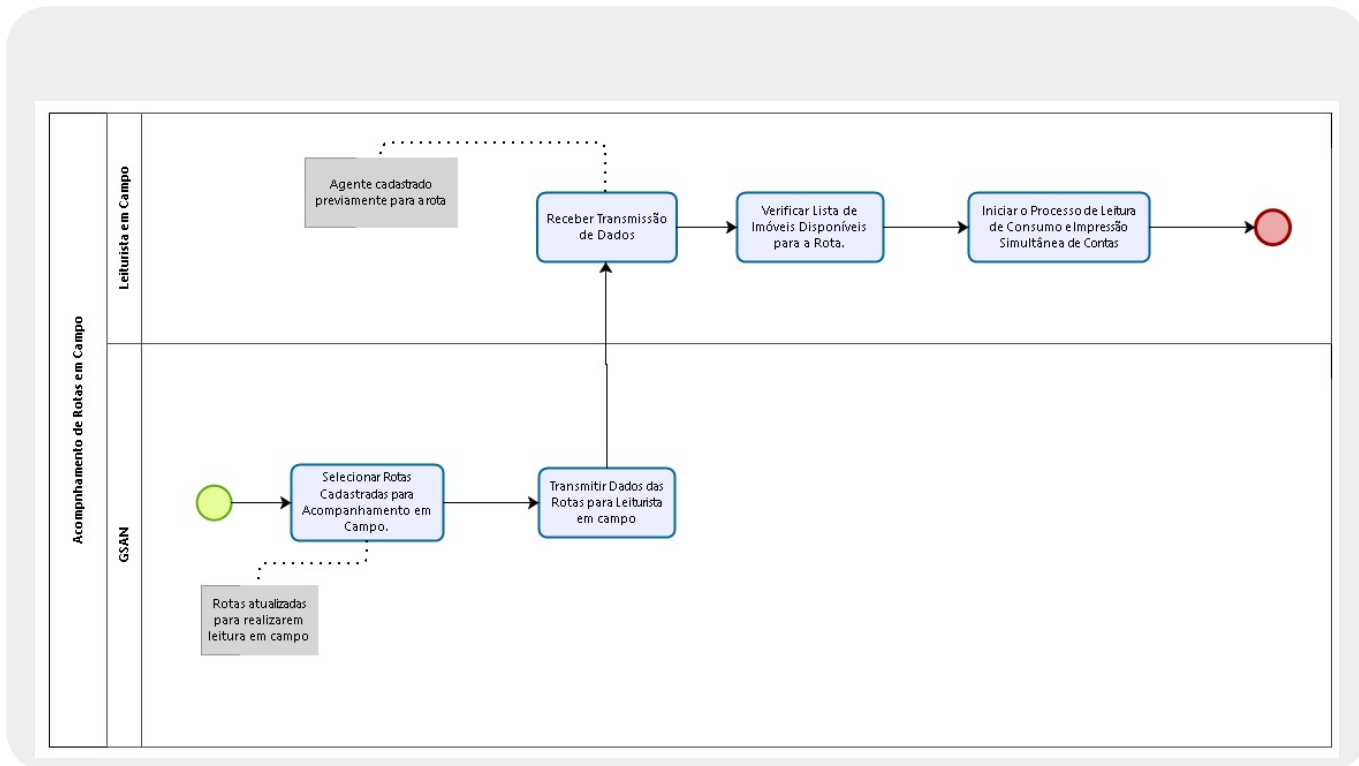 Acompnhamento de Rotas em Campo
Leiturista em Campo
Agente cadastrado
previamente para a rota
Receber Transmissão
de Dados
Verificar Lista de
Imóveis Disponíveis
para a Rota.
Iniciar o Processo de Leitura
de Consumo e Impressão
Simultânea de Contas
GSAN
Selecionar Rotas
Cadastradas para
Acompanhamento em
Campo.
Transmitir Dados das
Rotas para Leiturista
em campo
Rotas atualizadas
para realizarem
leitura em campo